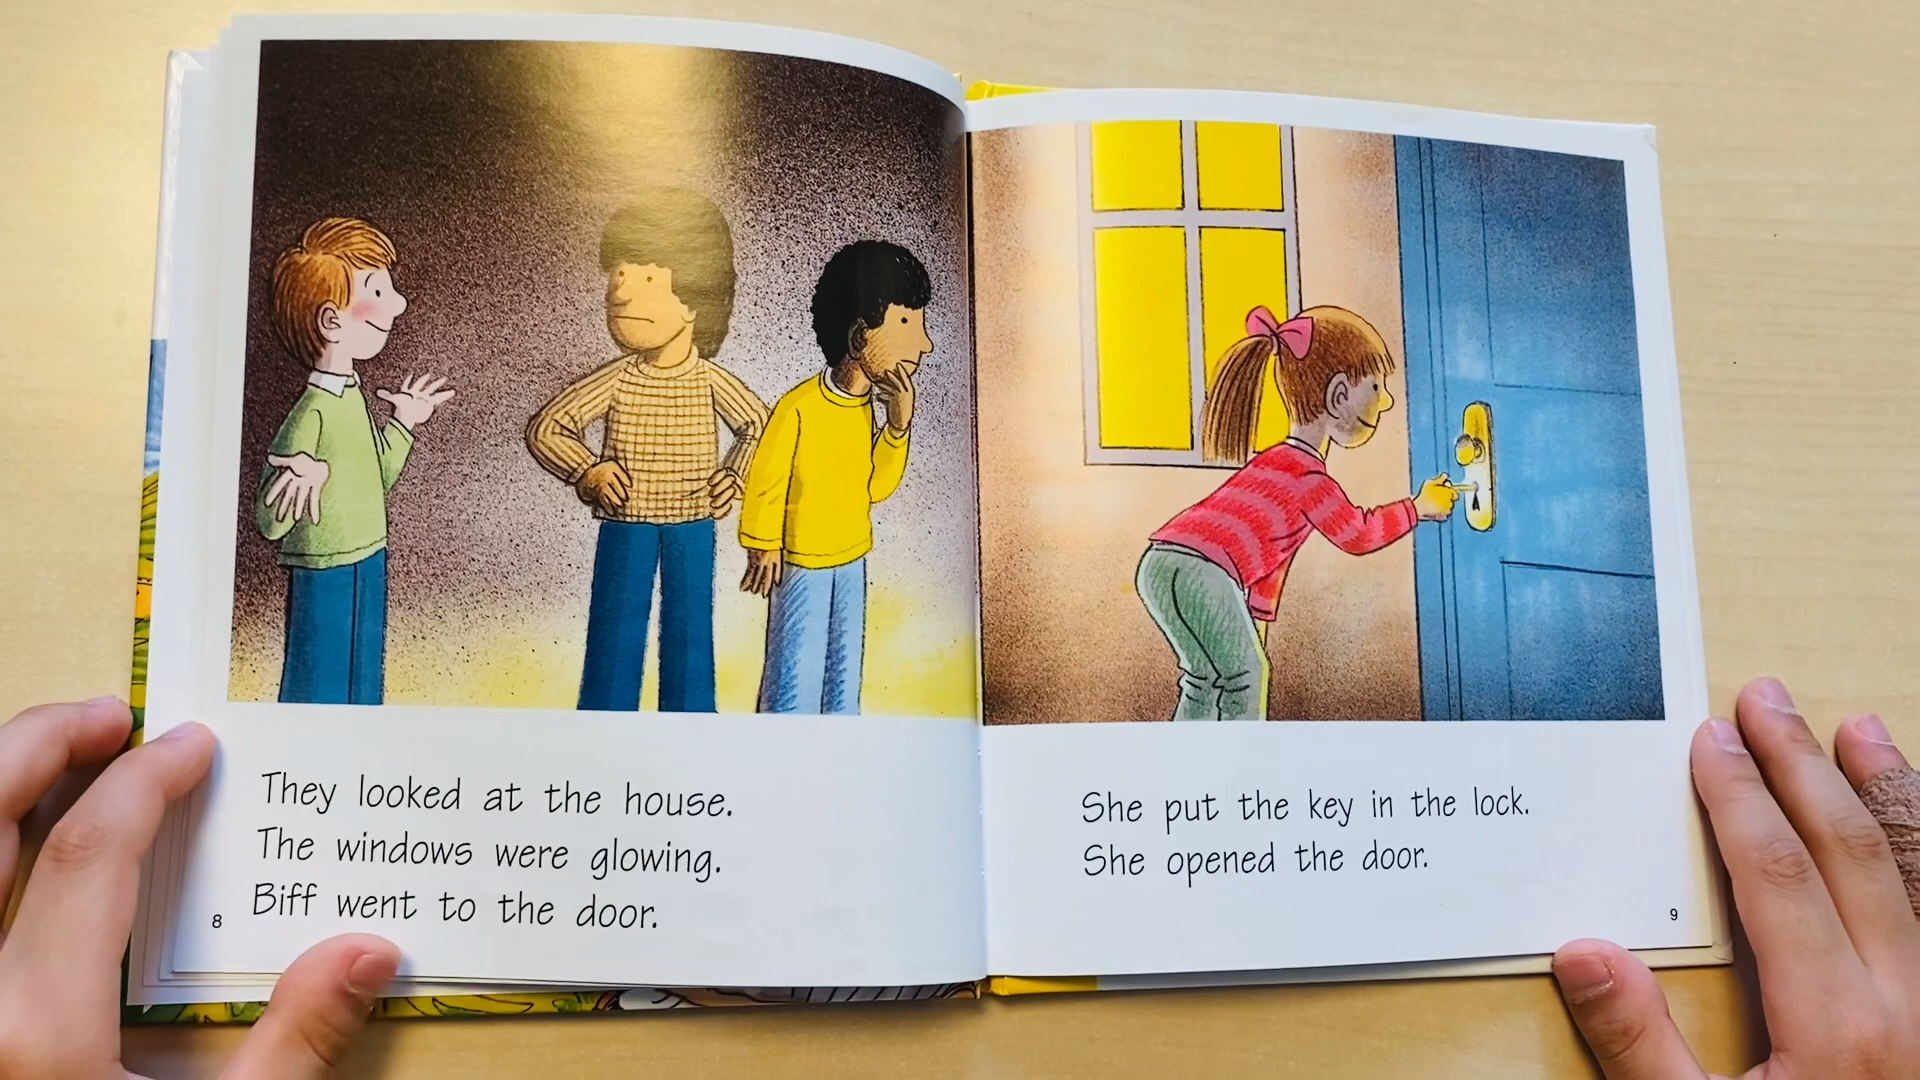 They looked at the house.
The windows were glowing.
Biff went to the door.
8
She put the key in the lock.
She opened the door.
9